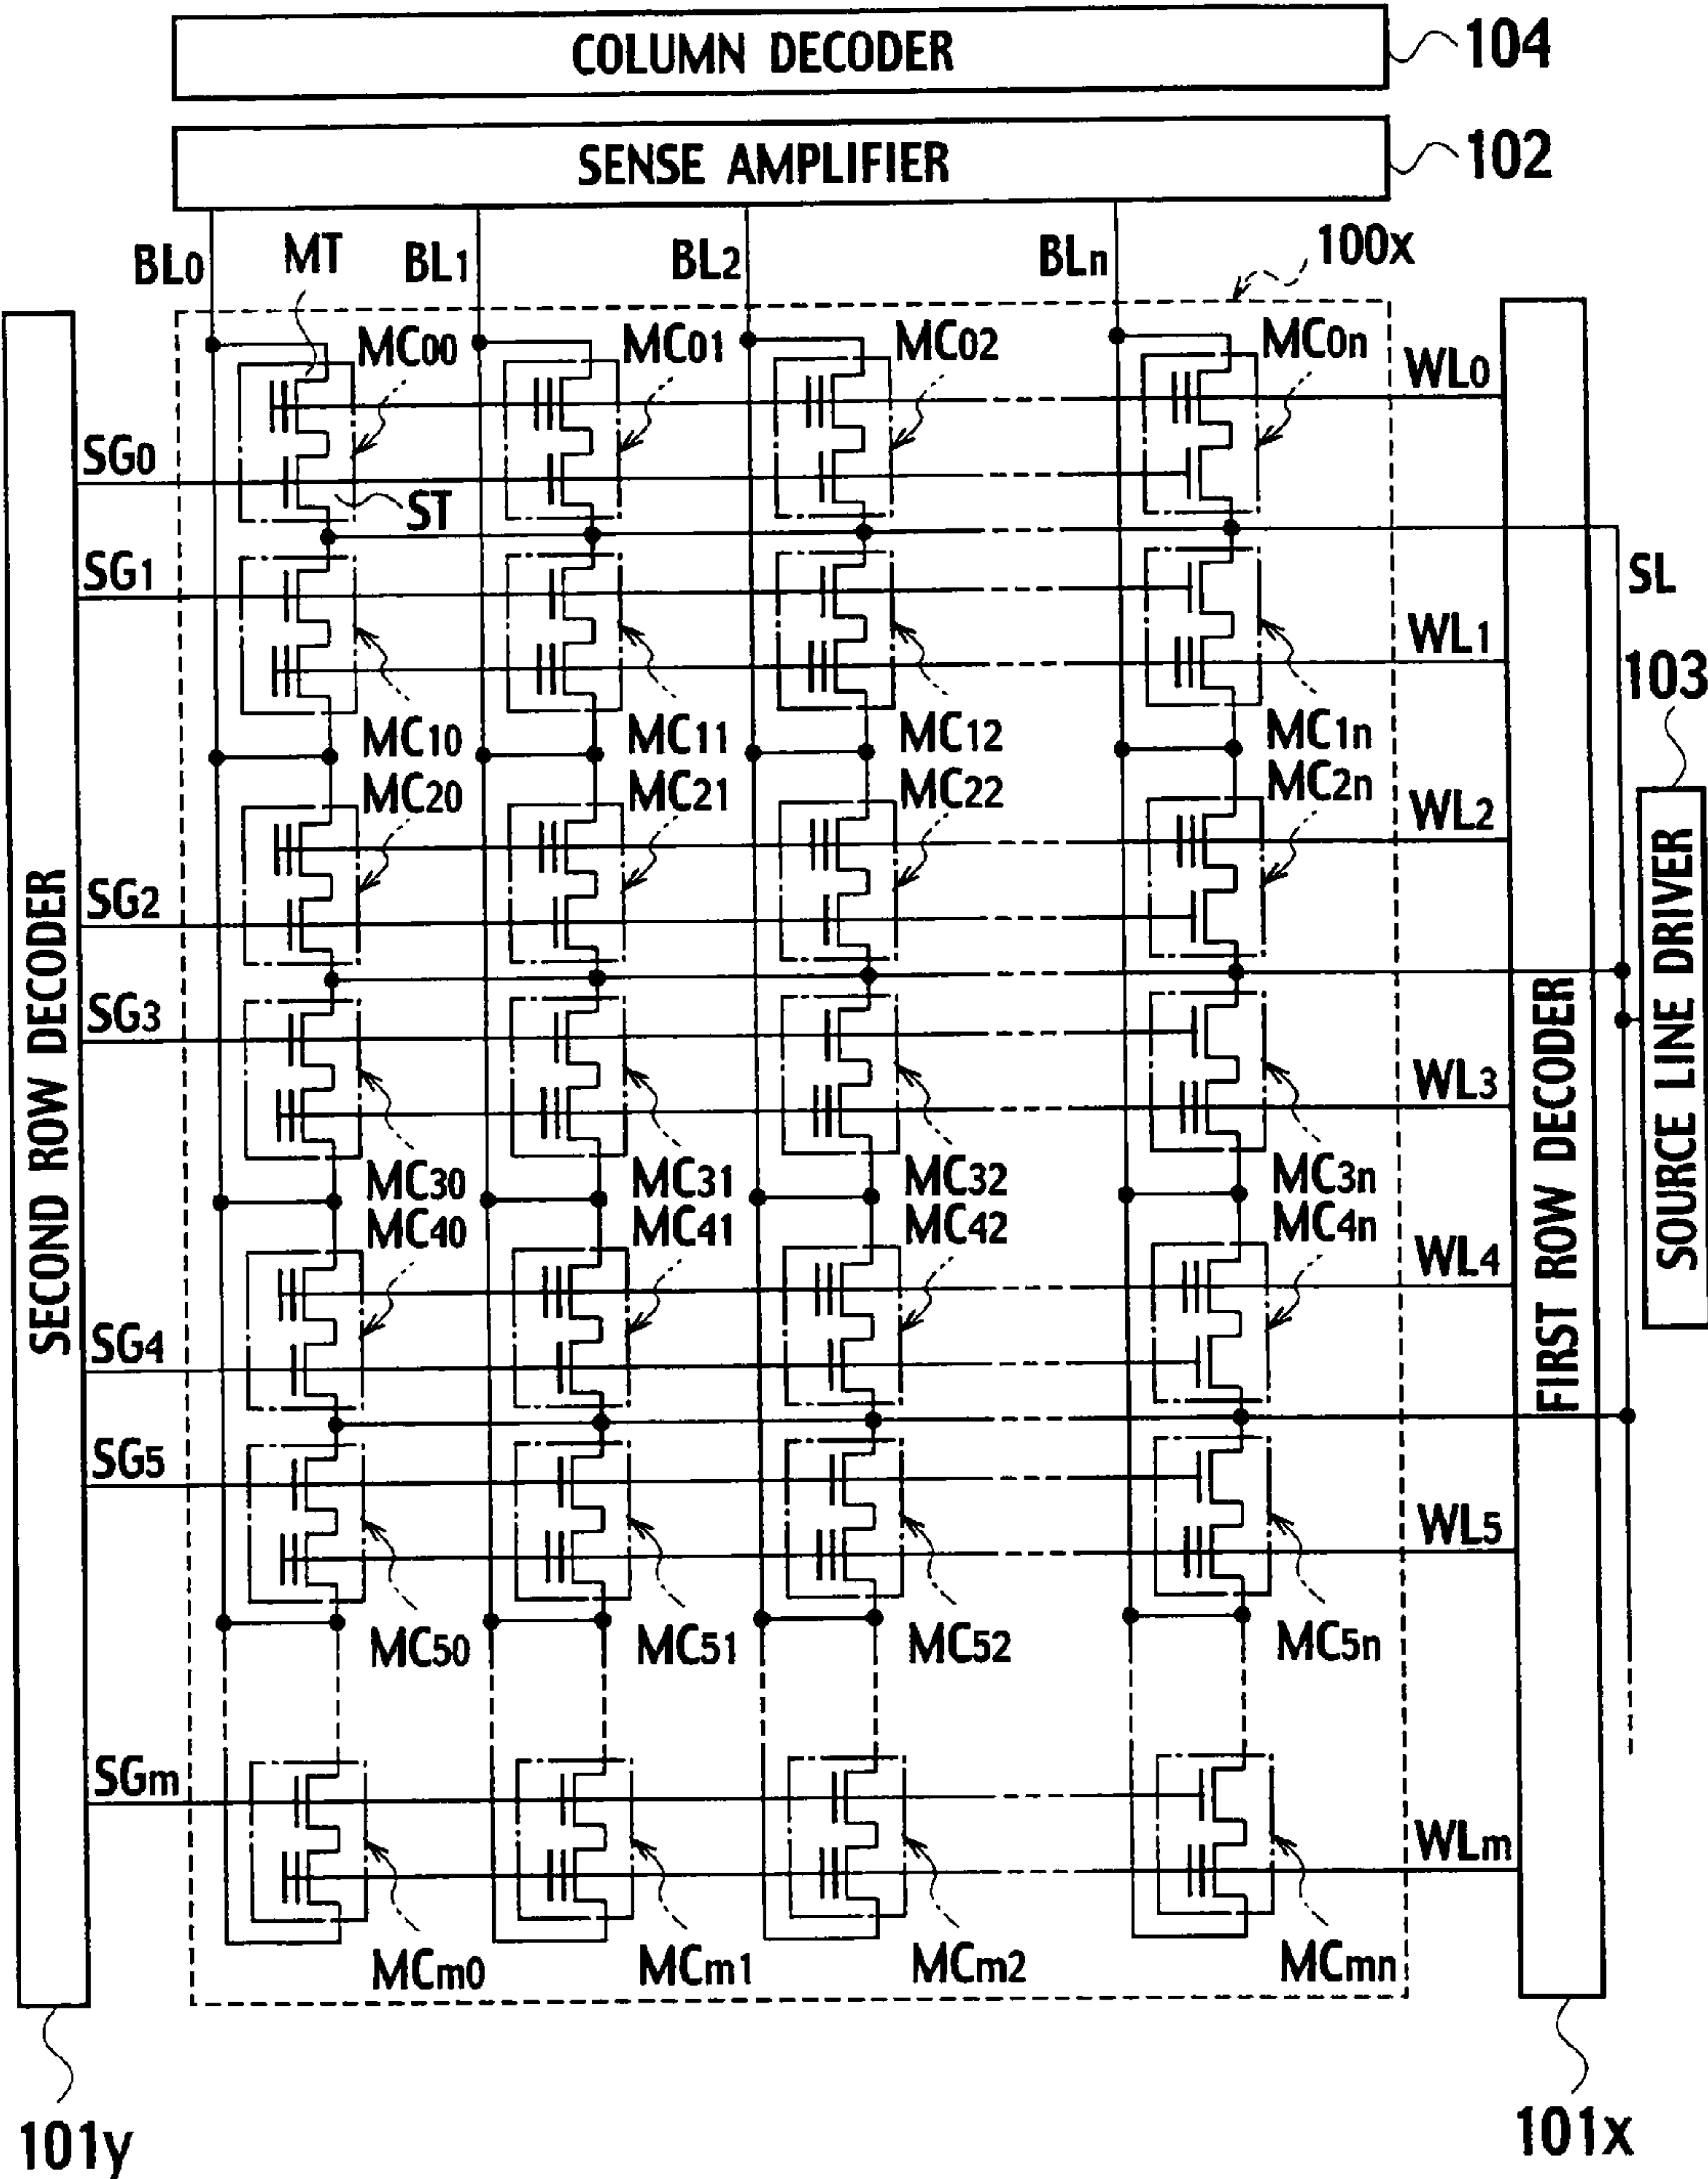 COLUMN DECODER
104
SENSE AMPLIFIER
102
BL0
MT
BL1
BL2
BLn
100x
MC00
MC01
MC02
MC0n
WL0
SG0
ST
SG1
SL
WL1
103
MC10
MC11
MC12
MC1n
MC20
MC21
MC22
MC2n
WL2
SG2
SECOND ROW DECODER
FIRST ROW DECODER
SOURCE LINE DRIVER
SG3
WL3
MC30
MC31
MC32
MC3n
MC40
MC41
MC42
MC4n
WL4
SG4
SG5
WL5
MC50
MC51
MC52
MC5n
SGm
WLm
MCm0
MCm1
MCm2
MCmn
101y
101x